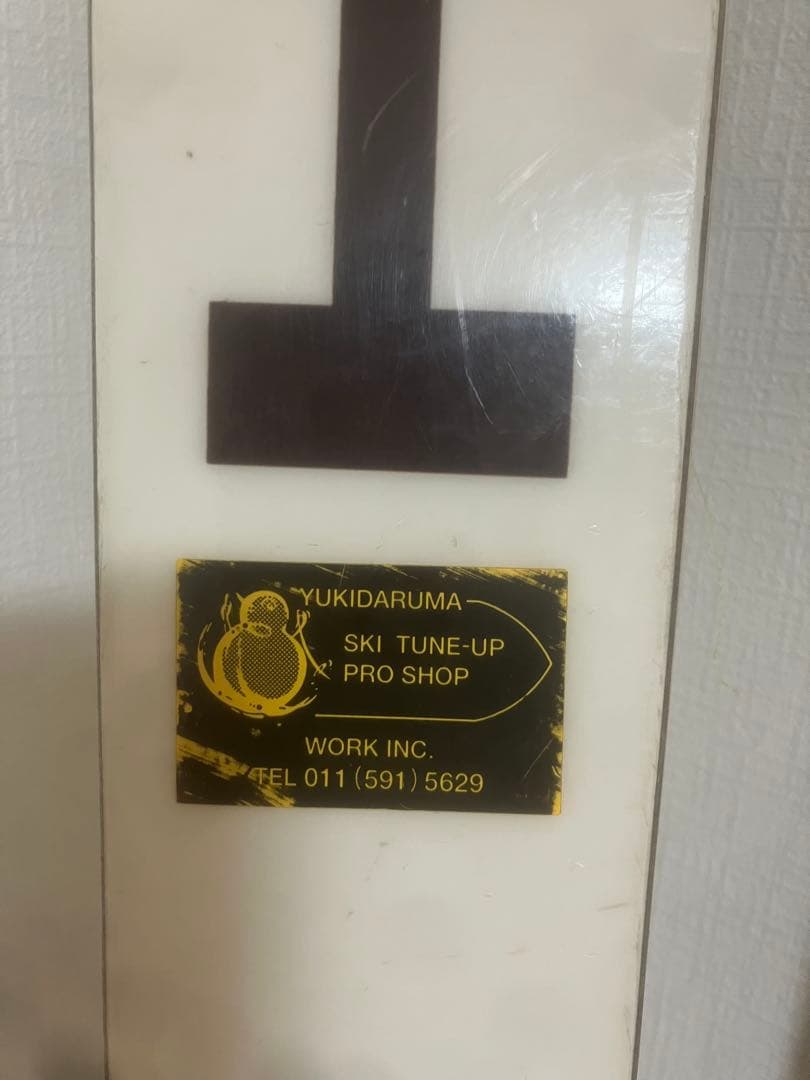 YUKIDARUMA
SKI TUNE-UP
PRO SHOP
WORK INC.
TEL 011 (591) 5629